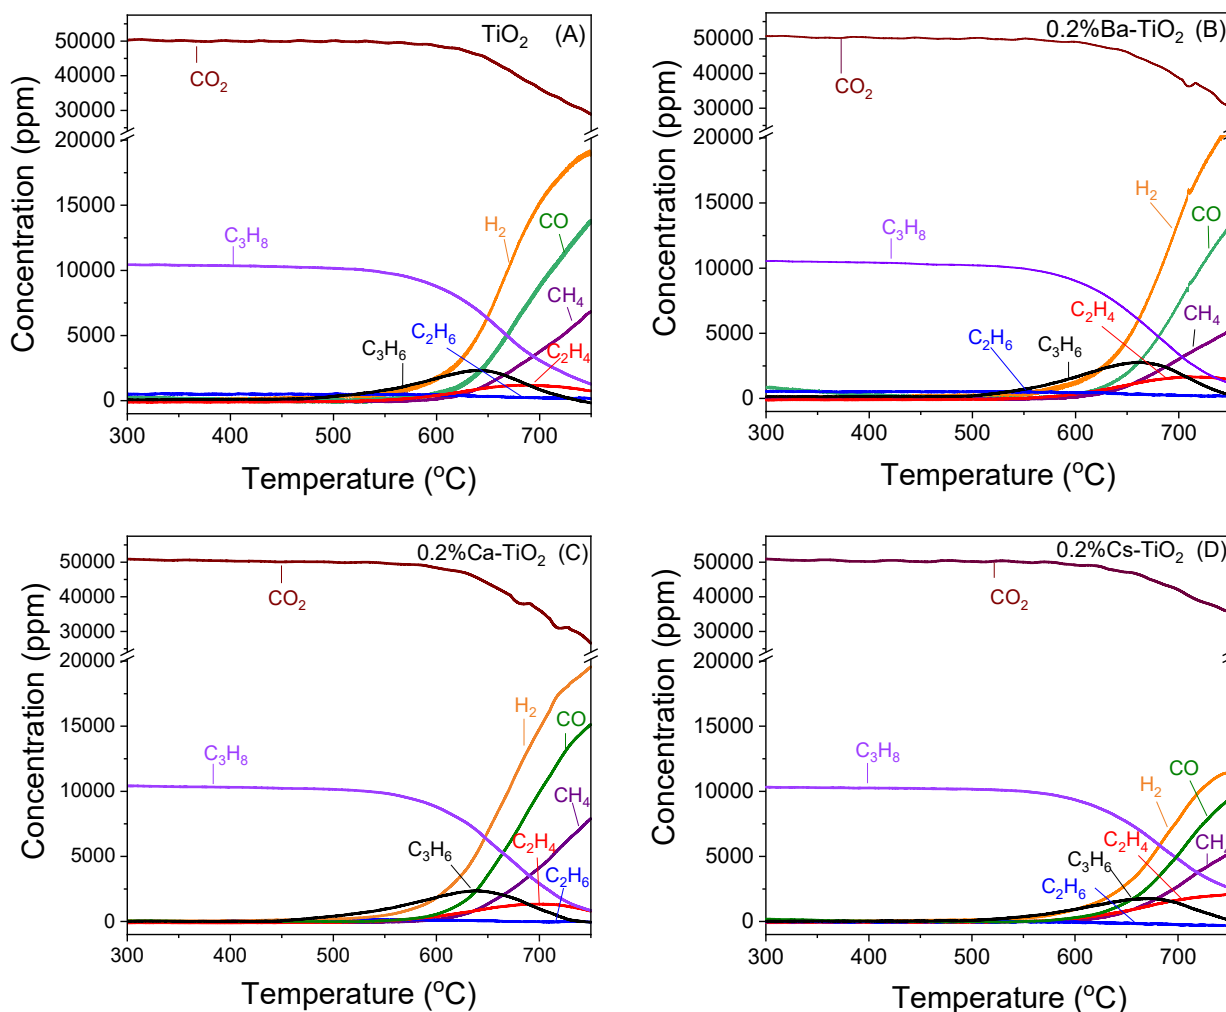 TiO2 (A)
Concentration (ppm)
50000
40000
30000
20000
15000
10000
5000
0
CO2
C3H8
H2
CO
CH4
C2H6
C3H6
C2H4
300 400 500 600 700
Temperature (oC)
0.2%Ba-TiO2 (B)
Concentration (ppm)
50000
40000
30000
20000
15000
10000
5000
0
CO2
H2
CO
C3H8
CH4
C2H4
C2H6
C3H6
300 400 500 600 700
Temperature (oC)
0.2%Ca-TiO2 (C)
Concentration (ppm)
50000
40000
30000
20000
15000
10000
5000
0
CO2
H2
CO
C3H8
CH4
C3H6
C2H4
C2H6
300 400 500 600 700
Temperature (oC)
0.2%Cs-TiO2 (D)
Concentration (ppm)
50000
40000
30000
20000
15000
10000
5000
0
CO2
C3H8
H2
CO
C2H4
CH4
C3H6
C2H6
300 400 500 600 700
Temperature (oC)